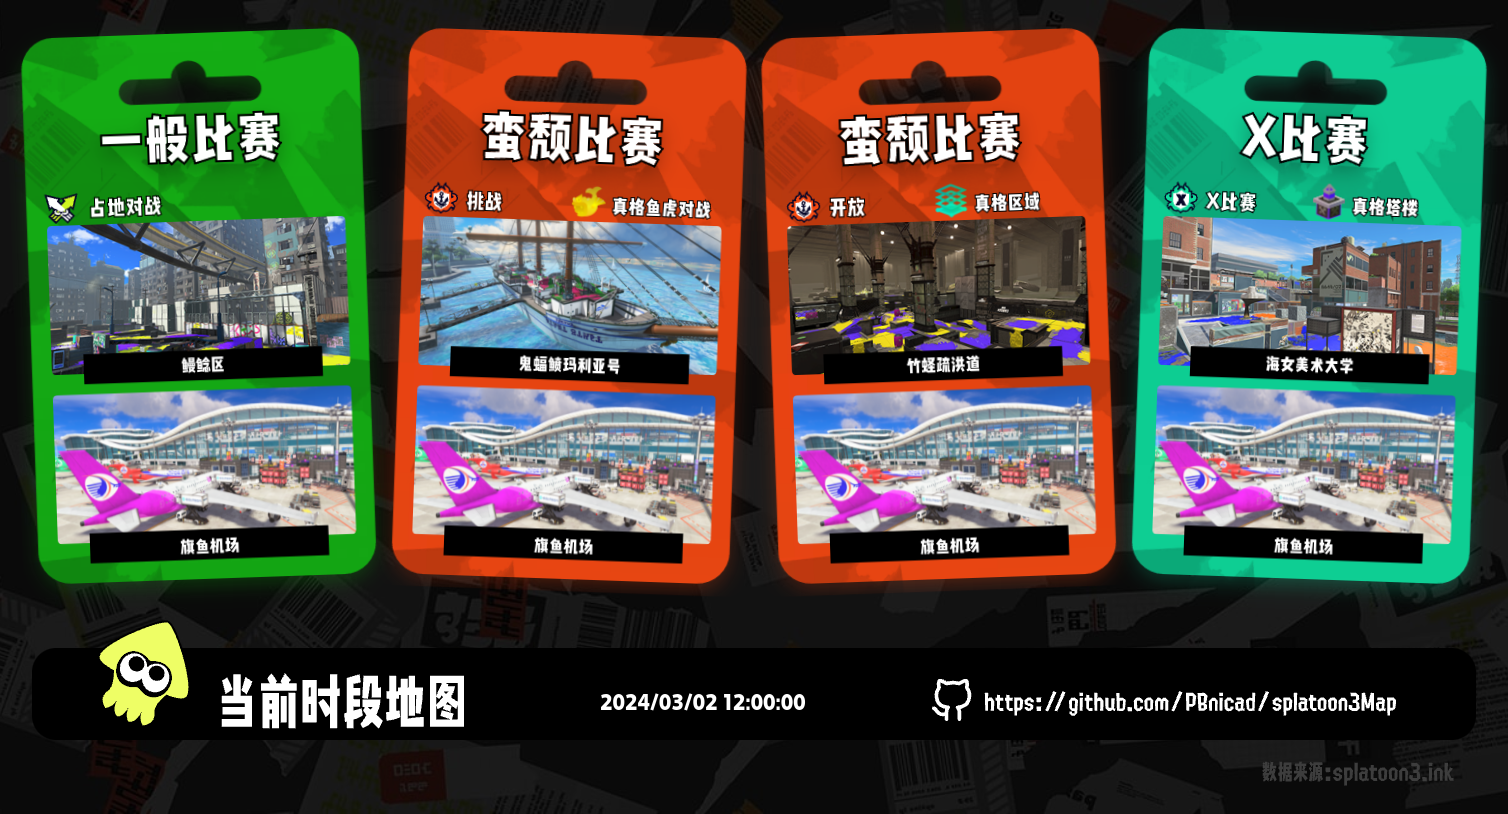 一般比赛
占地对战
鳗鲶区
旗鱼机场
蛮颓比赛
挑战
真格鱼虎对战
鬼蝠鲼玛利亚号
旗鱼机场
蛮颓比赛
开放
真格区域
竹蛏疏洪道
旗鱼机场
X比赛
X比赛
真格塔楼
海女美术大学
旗鱼机场
当前时段地图
2024/03/02 12:00:00
https://github.com/PBnicad/splatoon3Map
数据来源:splatoon3.ink